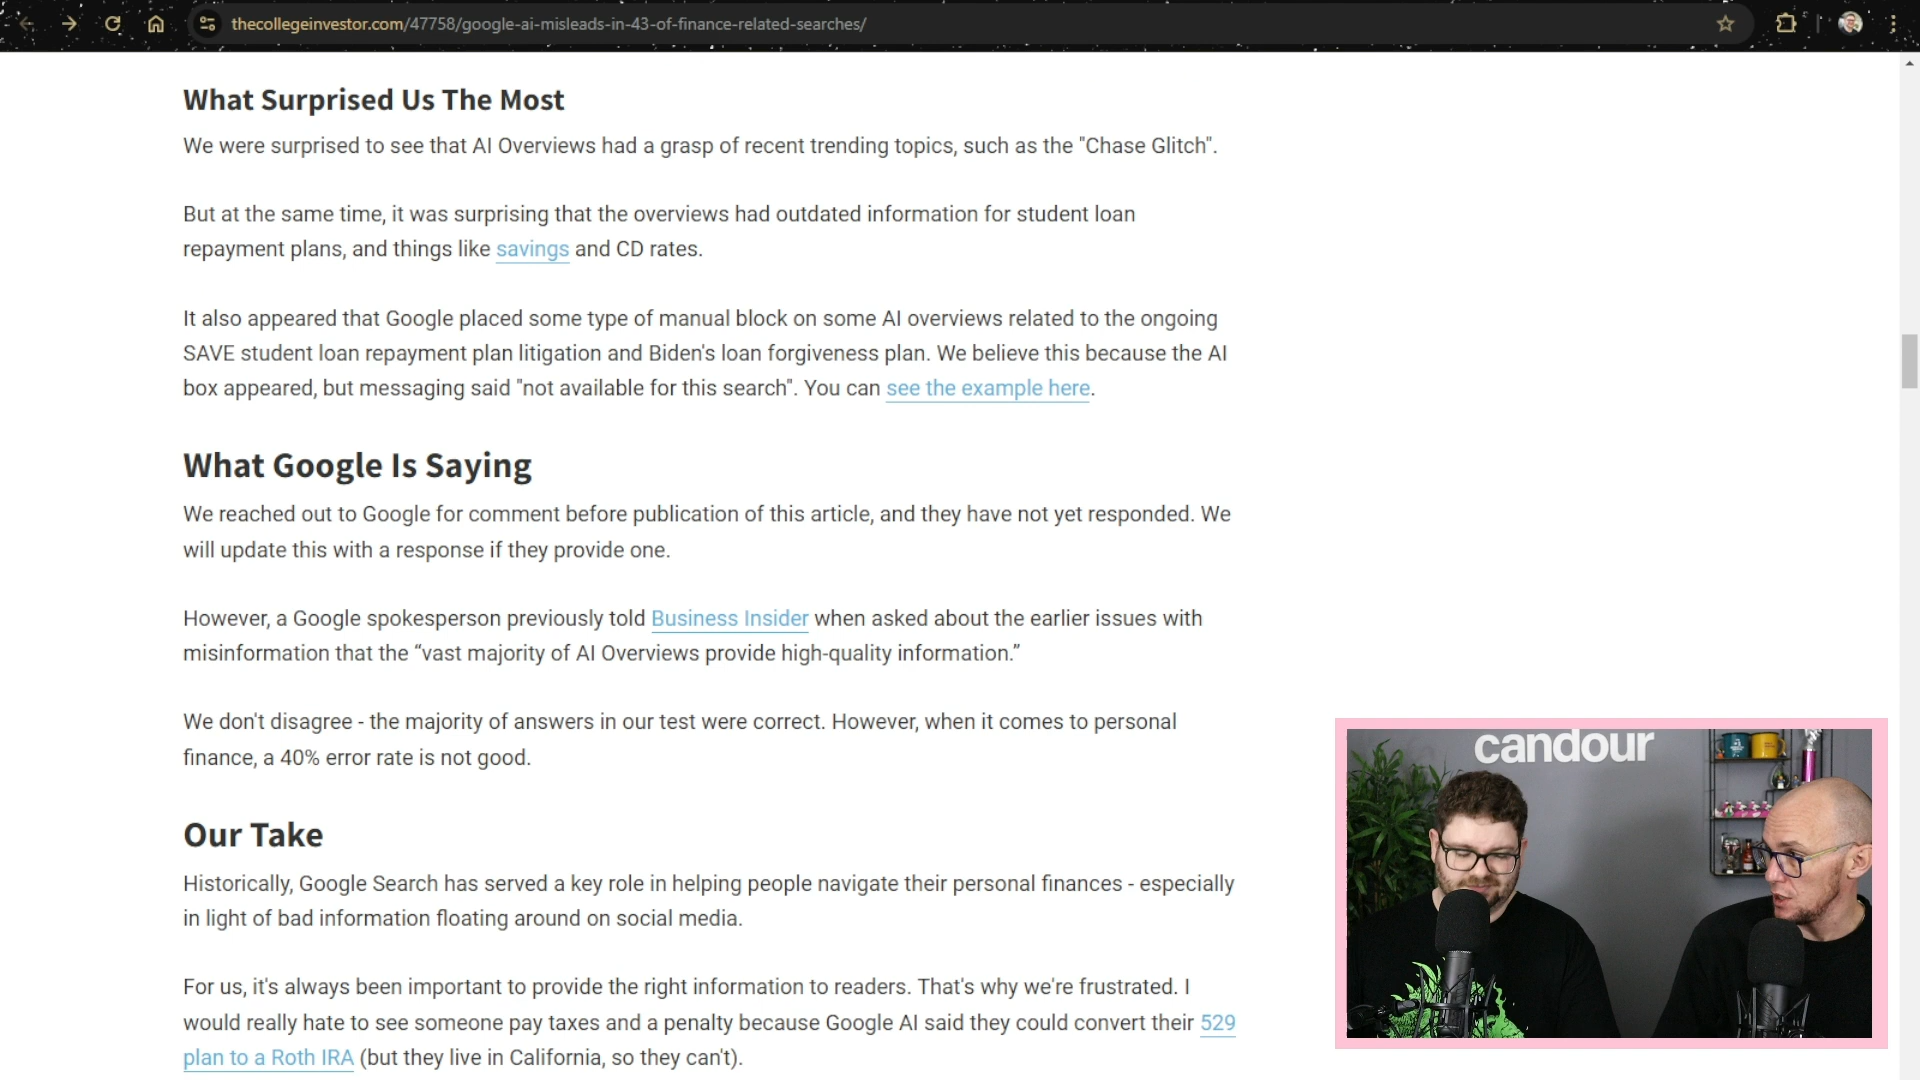 thecollegeinvestor.com/47758/google-ai-misleads-in-43-of-finance-related-searches/
What Surprised Us The Most
We were surprised to see that AI Overviews had a grasp of recent trending topics, such as the "Chase Glitch".
But at the same time, it was surprising that the overviews had outdated information for student loan
repayment plans, and things like savings and CD rates.
It also appeared that Google placed some type of manual block on some AI overviews related to the ongoing
SAVE student loan repayment plan litigation and Biden's loan forgiveness plan. We believe this because the AI
box appeared, but messaging said "not available for this search". You can see the example here.
What Google Is Saying
We reached out to Google for comment before publication of this article, and they have not yet responded. We
will update this with a response if they provide one.
However, a Google spokesperson previously told Business Insider when asked about the earlier issues with
misinformation that the “vast majority of AI Overviews provide high-quality information.”
We don't disagree - the majority of answers in our test were correct. However, when it comes to personal
finance, a 40% error rate is not good.
Our Take
Historically, Google Search has served a key role in helping people navigate their personal finances - especially
in light of bad information floating around on social media.
For us, it's always been important to provide the right information to readers. That's why we're frustrated. I
would really hate to see someone pay taxes and a penalty because Google AI said they could convert their 529
plan to a Roth IRA (but they live in California, so they can't).
candour